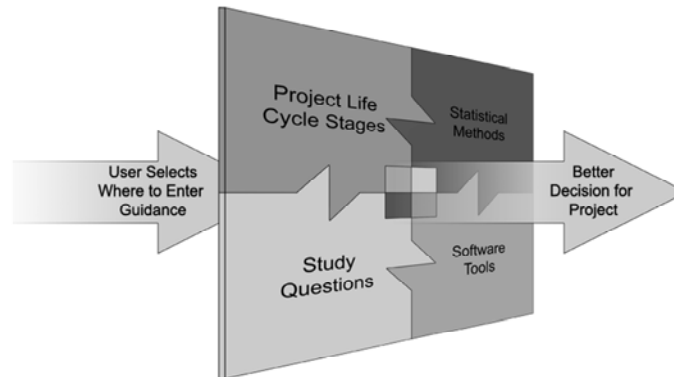 User Selects
Where to Enter
Guidance
Project Life
Cycle Stages
Statistical
Methods
Study
Questions
Software
Tools
Better
Decision for
Project